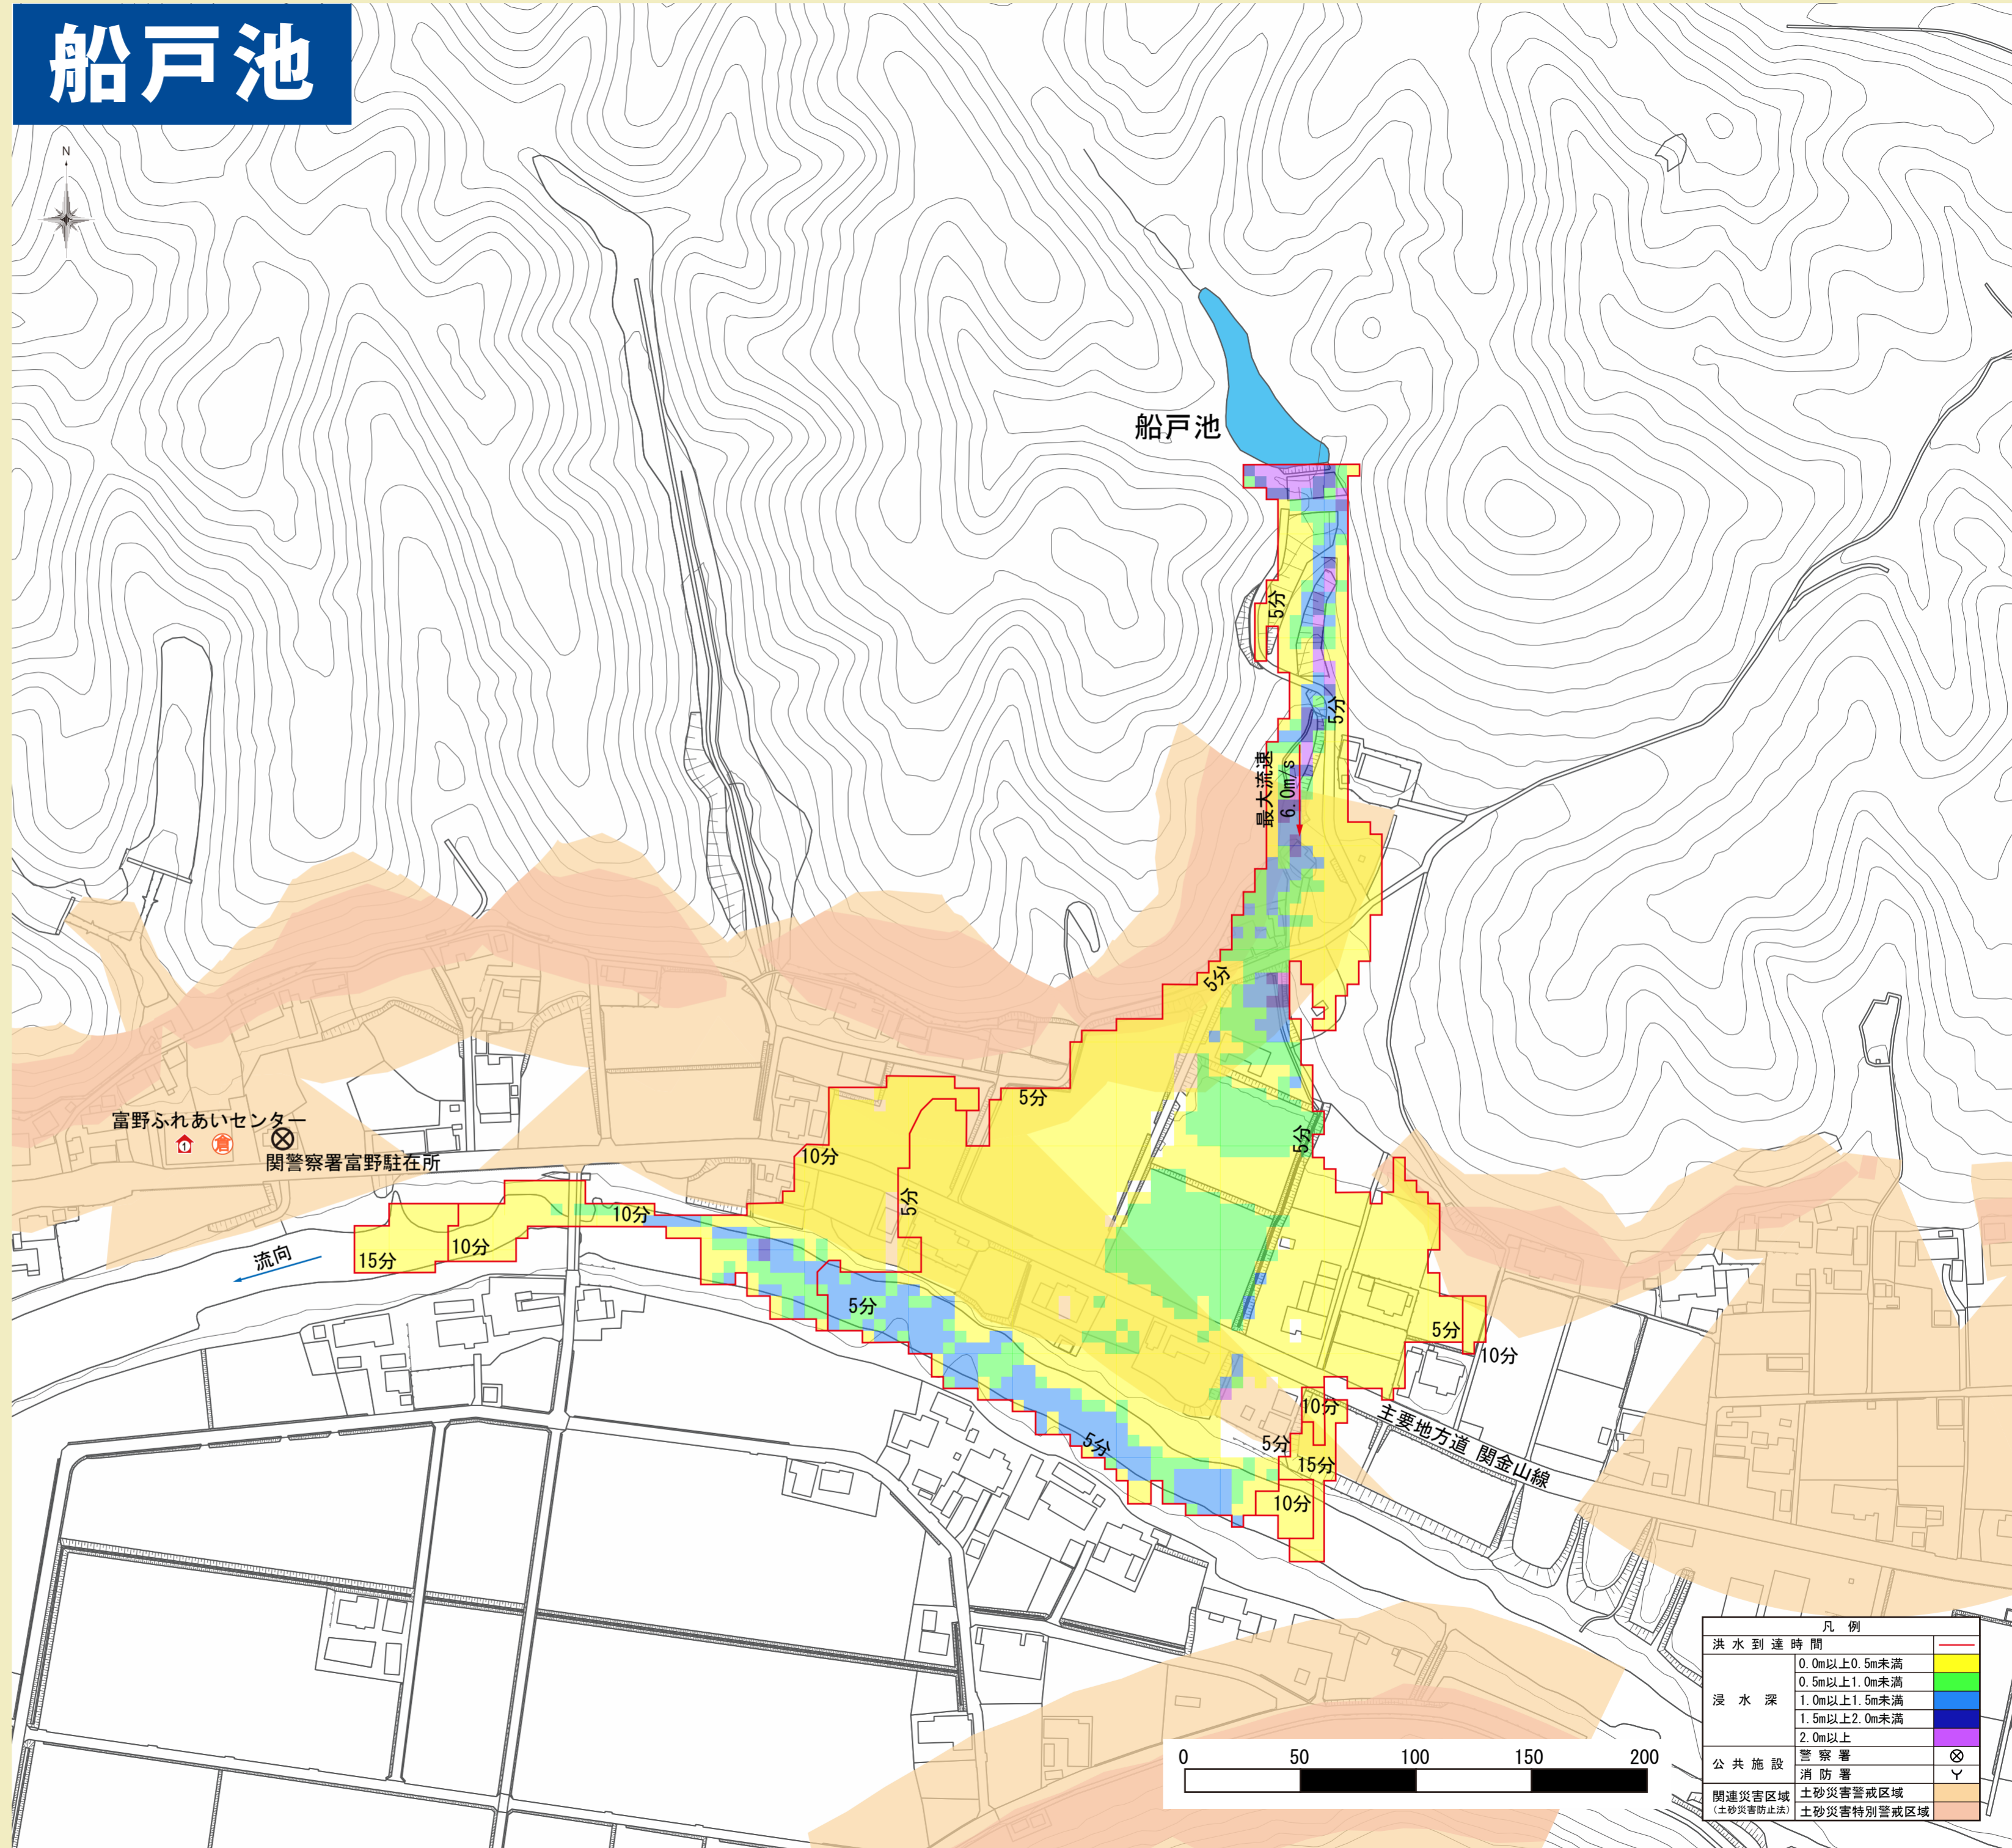 船戸池
N
船戸池
5分
5分
最大流速
6.0m/s
5分
5分
富野ふれあいセンター
1
倉
関警察署富野駐在所
10分
5分
5分
10分
流向
15分
10分
5分
5分
10分
5分
10分
主要地方道 関金山線
5分
15分
10分
0 50 100 150 200
凡 例
洪水到達時間
浸 水 深
0.0m以上0.5m未満
0.5m以上1.0m未満
1.0m以上1.5m未満
1.5m以上2.0m未満
2.0m以上
公共施設
警察署
消防署
関連災害区域
(土砂災害防止法)
土砂災害警戒区域
土砂災害特別警戒区域